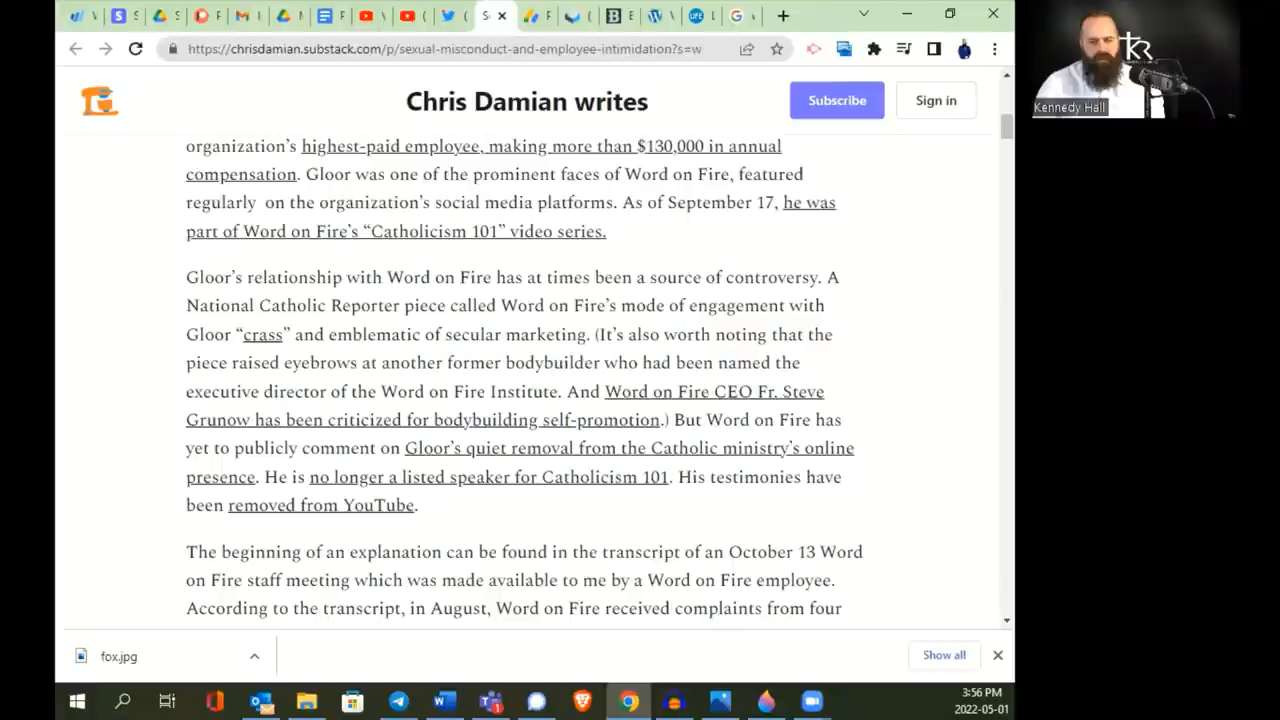 https://chrisdamian.substack.com/p/sexual-misconduct-and-employee-intimidation?s=w
Chris Damian writes
Subscribe
Sign in
organization's highest-paid employee, making more than $130,000 in annual
compensation. Gloor was one of the prominent faces of Word on Fire, featured
regularly on the organization's social media platforms. As of September 17, he was
part of Word on Fire's “Catholicism 101” video series.
Gloor's relationship with Word on Fire has at times been a source of controversy. A
National Catholic Reporter piece called Word on Fire's mode of engagement with
Gloor “crass” and emblematic of secular marketing. (It's also worth noting that the
piece raised eyebrows at another former bodybuilder who had been named the
executive director of the Word on Fire Institute. And Word on Fire CEO Fr. Steve
Grunow has been criticized for bodybuilding self-promotion.) But Word on Fire has
yet to publicly comment on Gloor's quiet removal from the Catholic ministry's online
presence. He is no longer a listed speaker for Catholicism 101. His testimonies have
been removed from YouTube.
The beginning of an explanation can be found in the transcript of an October 13 Word
on Fire staff meeting which was made available to me by a Word on Fire employee.
According to the transcript, in August, Word on Fire received complaints from four
fox.jpg
Show all
3:56 PM
2022-05-01
Kennedy Hall